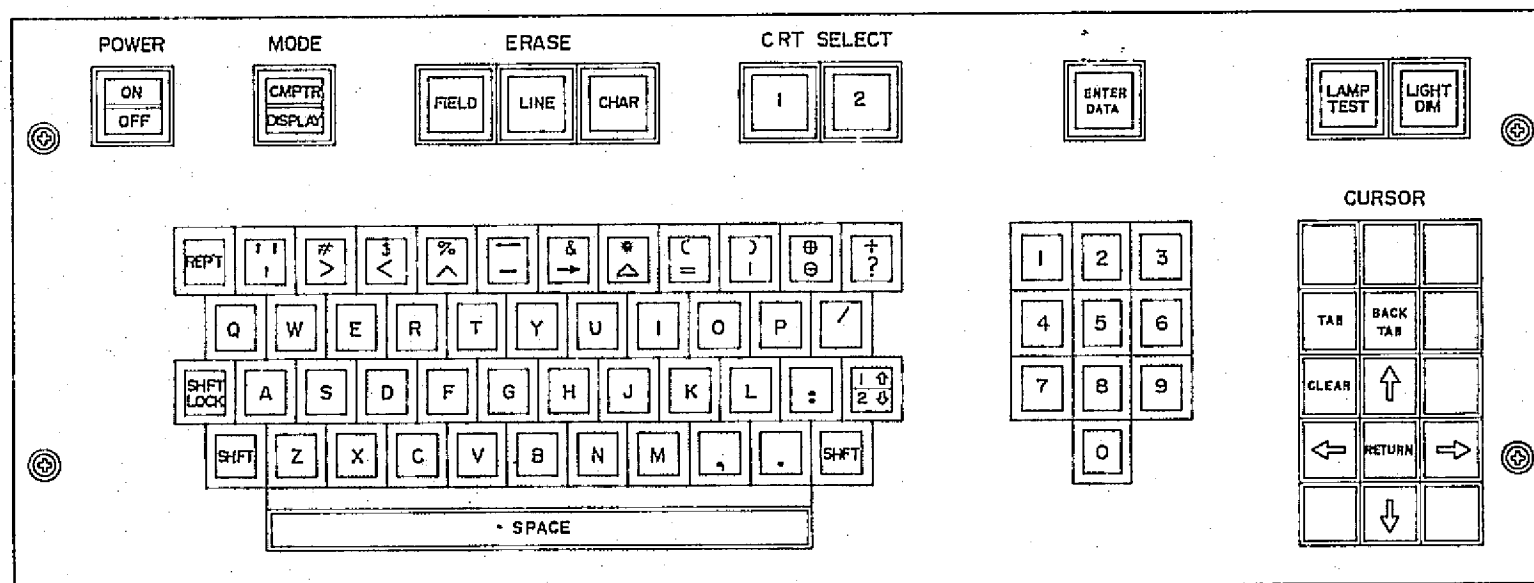 POWER MODE ERASE CRT SELECT
ON OFF CMPTR DISPLAY FIELD LINE CHAR 1 2 ENTER DATA LAMP TEST LIGHT DIM
CURSOR
REPT " ' # > $ < % ^ — – & → * △ ( = ) | ⊕ ⊖ + ?
Q W E R T Y U I O P /
SHFT LOCK A S D F G H J K L : 1 ⇧ 2 ⇩
SHFT Z X C V B N M , . SHFT
SPACE
1 2 3
4 5 6
7 8 9
0
TAB BACK TAB
CLEAR ⇧
⇦ RETURN ⇨
⇩